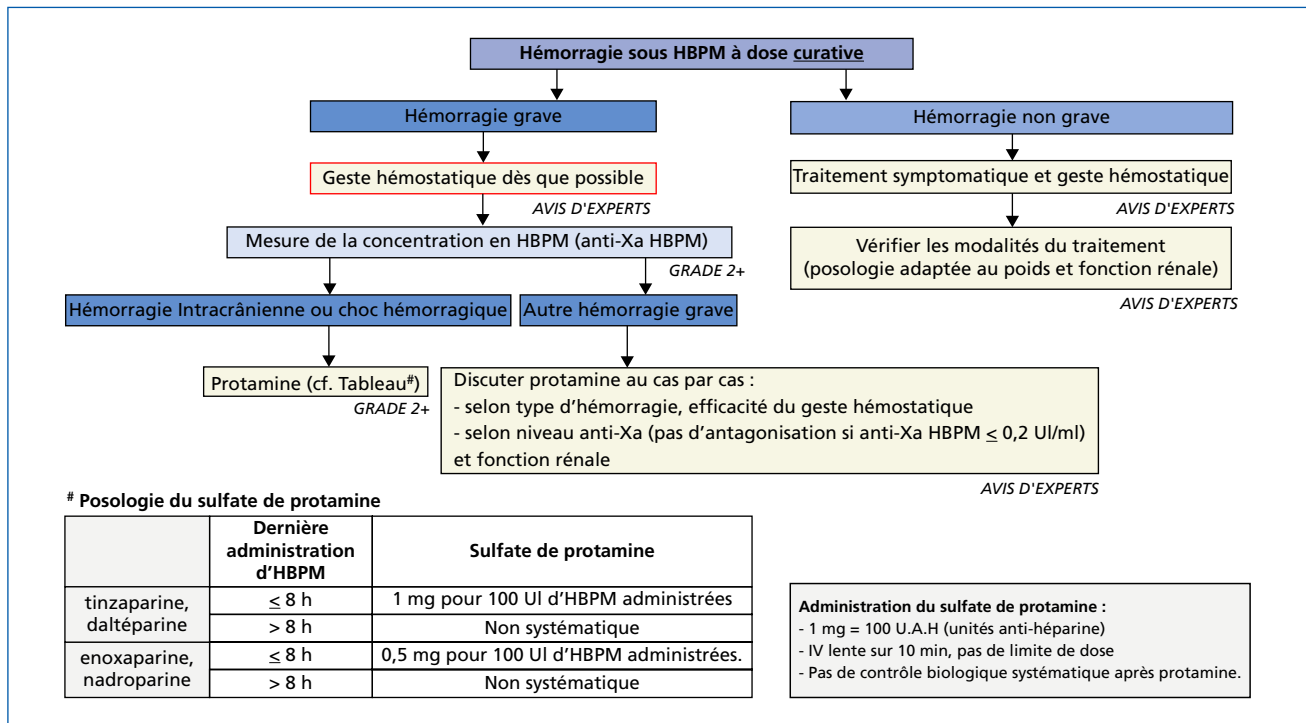 Hémorragie sous HBPM à dose curative
Hémorragie grave
Hémorragie non grave
Geste hémostatique dès que possible
AVIS D'EXPERTS
Traitement symptomatique et geste hémostatique
AVIS D'EXPERTS
Mesure de la concentration en HBPM (anti-Xa HBPM)
GRADE 2+
Vérifier les modalités du traitement
(posologie adaptée au poids et fonction rénale)
AVIS D'EXPERTS
Hémorragie Intracrânienne ou choc hémorragique
Autre hémorragie grave
Protamine (cf. Tableau#)
GRADE 2+
Discuter protamine au cas par cas :
- selon type d'hémorragie, efficacité du geste hémostatique
- selon niveau anti-Xa (pas d'antagonisation si anti-Xa HBPM ≤ 0,2 UI/ml)
et fonction rénale
AVIS D'EXPERTS
# Posologie du sulfate de protamine
Dernière
administration
d'HBPM
Sulfate de protamine
tinzaparine,
daltéparine
≤ 8 h
1 mg pour 100 UI d'HBPM administrées
> 8 h
Non systématique
enoxaparine,
nadroparine
≤ 8 h
0,5 mg pour 100 UI d'HBPM administrées.
> 8 h
Non systématique
Administration du sulfate de protamine :
- 1 mg = 100 U.A.H (unités anti-héparine)
- IV lente sur 10 min, pas de limite de dose
- Pas de contrôle biologique systématique après protamine.